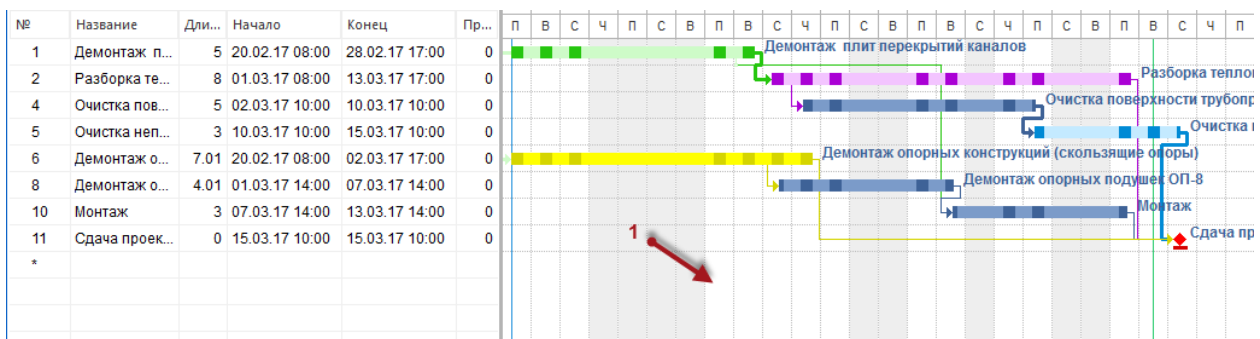 № Название Дли... Начало Конец Пр... П В С Ч П С В П В С Ч П С В П В С Ч П С В П В С Ч П
1 Демонтаж п... 5 20.02.17 08:00 28.02.17 17:00 0 Демонтаж плит перекрытий каналов
2 Разборка те... 8 01.03.17 08:00 13.03.17 17:00 0 Разборка теплои
4 Очистка пов... 5 02.03.17 10:00 10.03.17 10:00 0 Очистка поверхности трубопр
5 Очистка неп... 3 10.03.17 10:00 15.03.17 10:00 0 Очистка
6 Демонтаж о... 7.01 20.02.17 08:00 02.03.17 17:00 0 Демонтаж опорных конструкций (скользящие опоры)
8 Демонтаж о... 4.01 01.03.17 14:00 07.03.17 14:00 0 Демонтаж опорных подушек ОП-8
10 Монтаж 3 07.03.17 14:00 13.03.17 14:00 0 Монтаж
11 Сдача проек... 0 15.03.17 10:00 15.03.17 10:00 0 1 Сдача пр
*